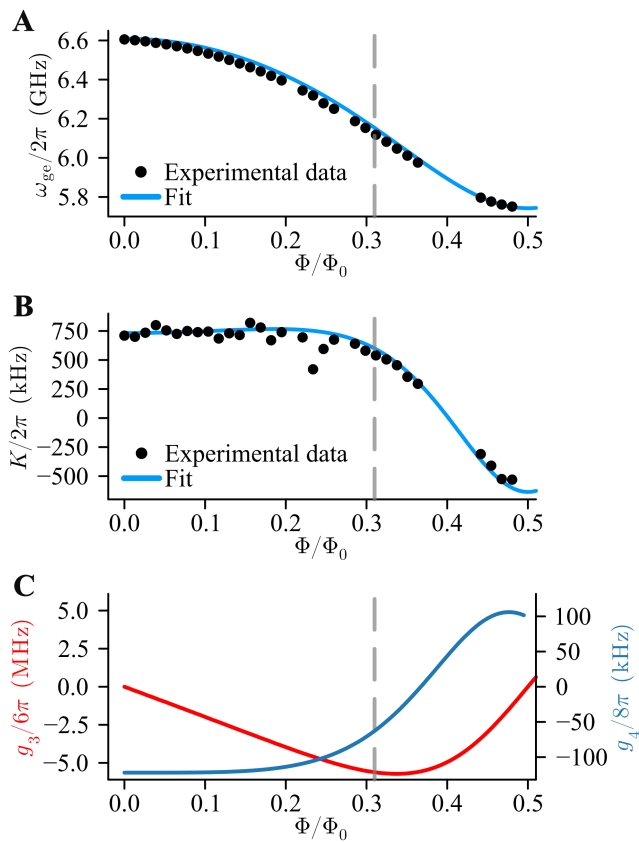 A
6.6
6.4
6.2
6.0
5.8
ω_ge/2π (GHz)
Experimental data
Fit
0.0 0.1 0.2 0.3 0.4 0.5
Φ/Φ_0
B
750
500
250
0
−250
−500
K/2π (kHz)
Experimental data
Fit
0.0 0.1 0.2 0.3 0.4 0.5
Φ/Φ_0
C
5.0
2.5
0.0
−2.5
−5.0
g_3/6π (MHz)
100
50
0
−50
−100
g_4/8π (kHz)
0.0 0.1 0.2 0.3 0.4 0.5
Φ/Φ_0